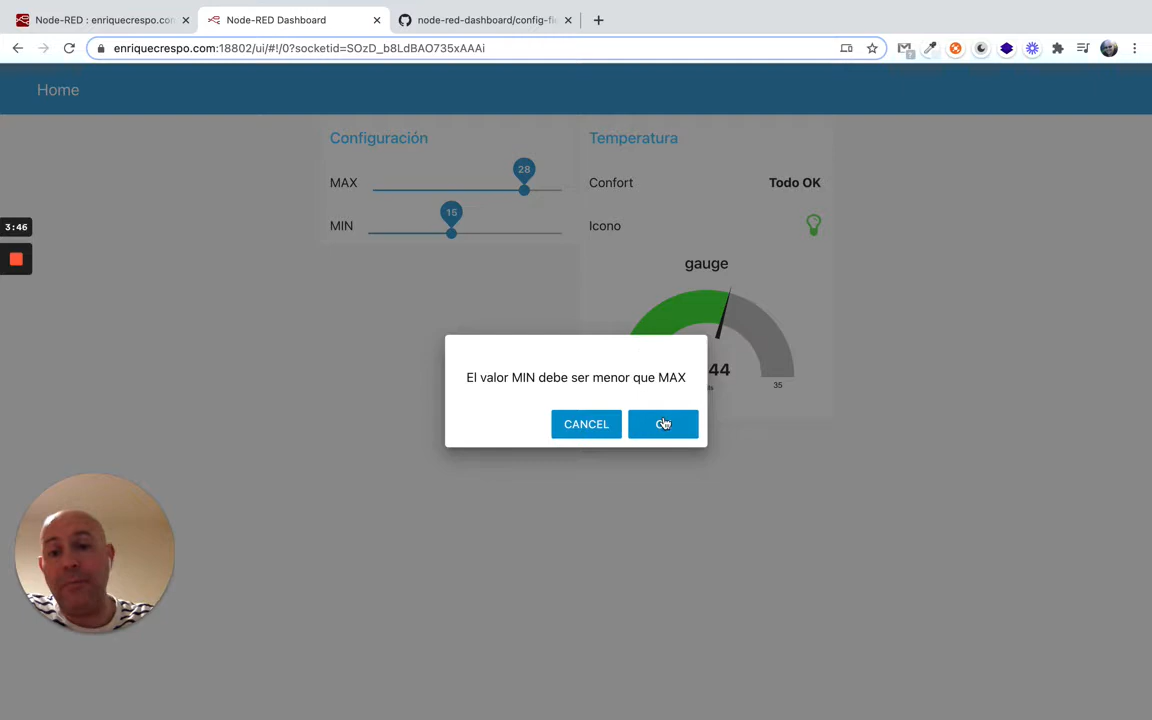 Node-RED : enriquecrespo.con
Node-RED Dashboard
node-red-dashboard/config-fie
enriquecrespo.com:18802/ui/#!/0?socketid=SOzD_b8LdBAO735xAAAi
Home
Configuración
MAX
28
MIN
15
Temperatura
Confort
Todo OK
Icono
gauge
44
35
3:46
El valor MIN debe ser menor que MAX
CANCEL